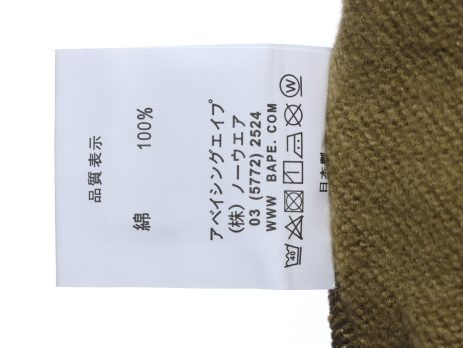 品質表示
綿 100%
アベイシングエイプ
(株) ノーウエア
03 (5772) 2524
WWW BAPE. COM
40
W
日本製